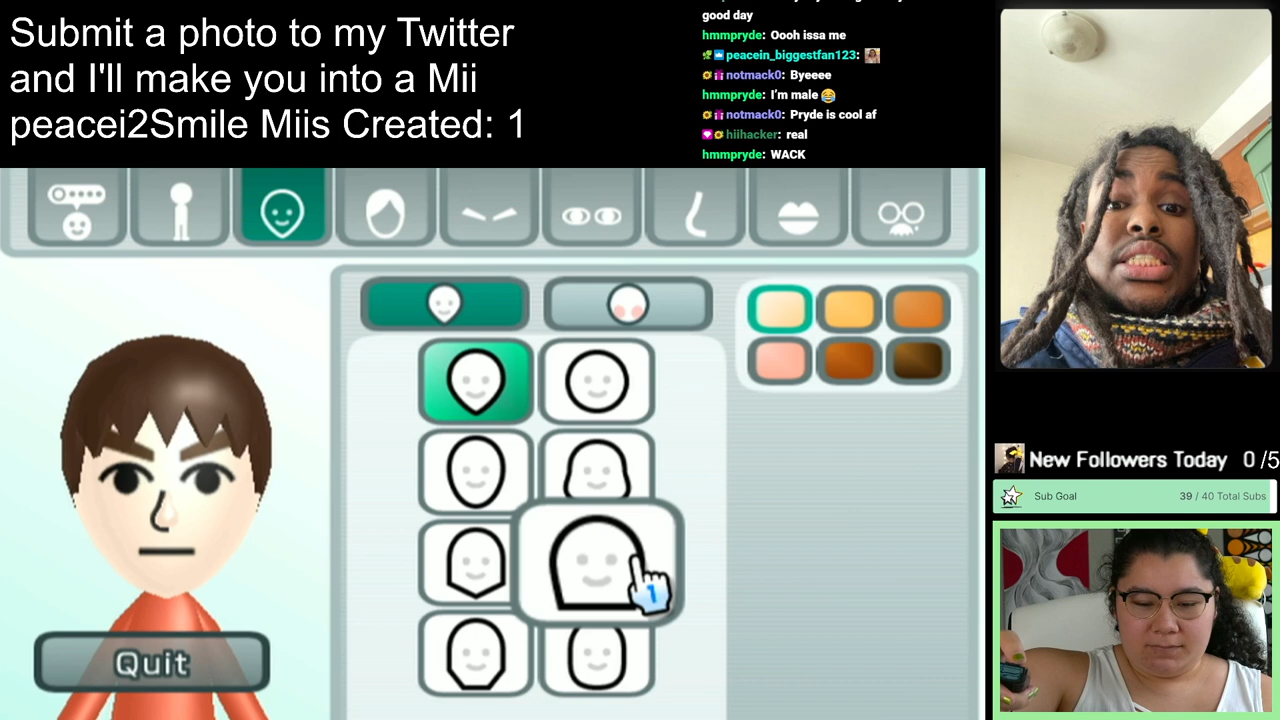 Submit a photo to my Twitter
and I'll make you into a Mii
peacei2Smile Miis Created: 1
good day
hmmpryde: Oooh issa me
peacein_biggestfan123:
notmack0: Byeeee
hmmpryde: I'm male 😂
notmack0: Pryde is cool af
hiihacker: real
hmmpryde: WACK
1
Quit
New Followers Today 0 /5
Sub Goal 39 / 40 Total Subs